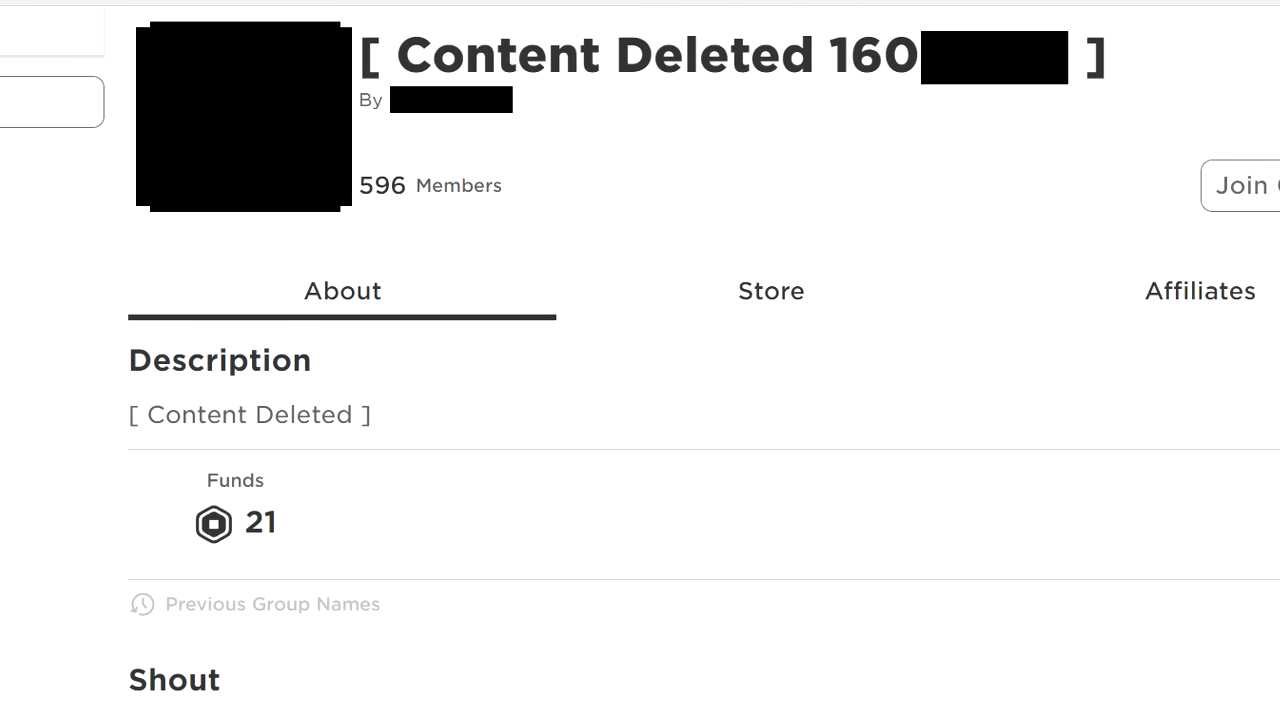 [ Content Deleted 160 ]
By
596 Members
Join
About Store Affiliates
Description
[ Content Deleted ]
Funds
21
Previous Group Names
Shout